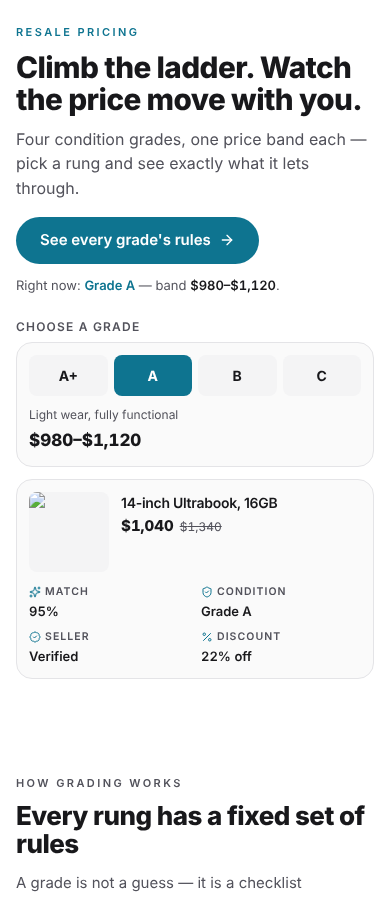 RESALE PRICING
Climb the ladder. Watch
the price move with you.
Four condition grades, one price band each —
pick a rung and see exactly what it lets
through.
See every grade's rules →
Right now: Grade A — band $980–$1,120.
CHOOSE A GRADE
A+ A B C
Light wear, fully functional
$980–$1,120
14-inch Ultrabook, 16GB
$1,040 $1,340
MATCH CONDITION
95% Grade A
SELLER DISCOUNT
Verified 22% off
HOW GRADING WORKS
Every rung has a fixed set of
rules
A grade is not a guess — it is a checklist